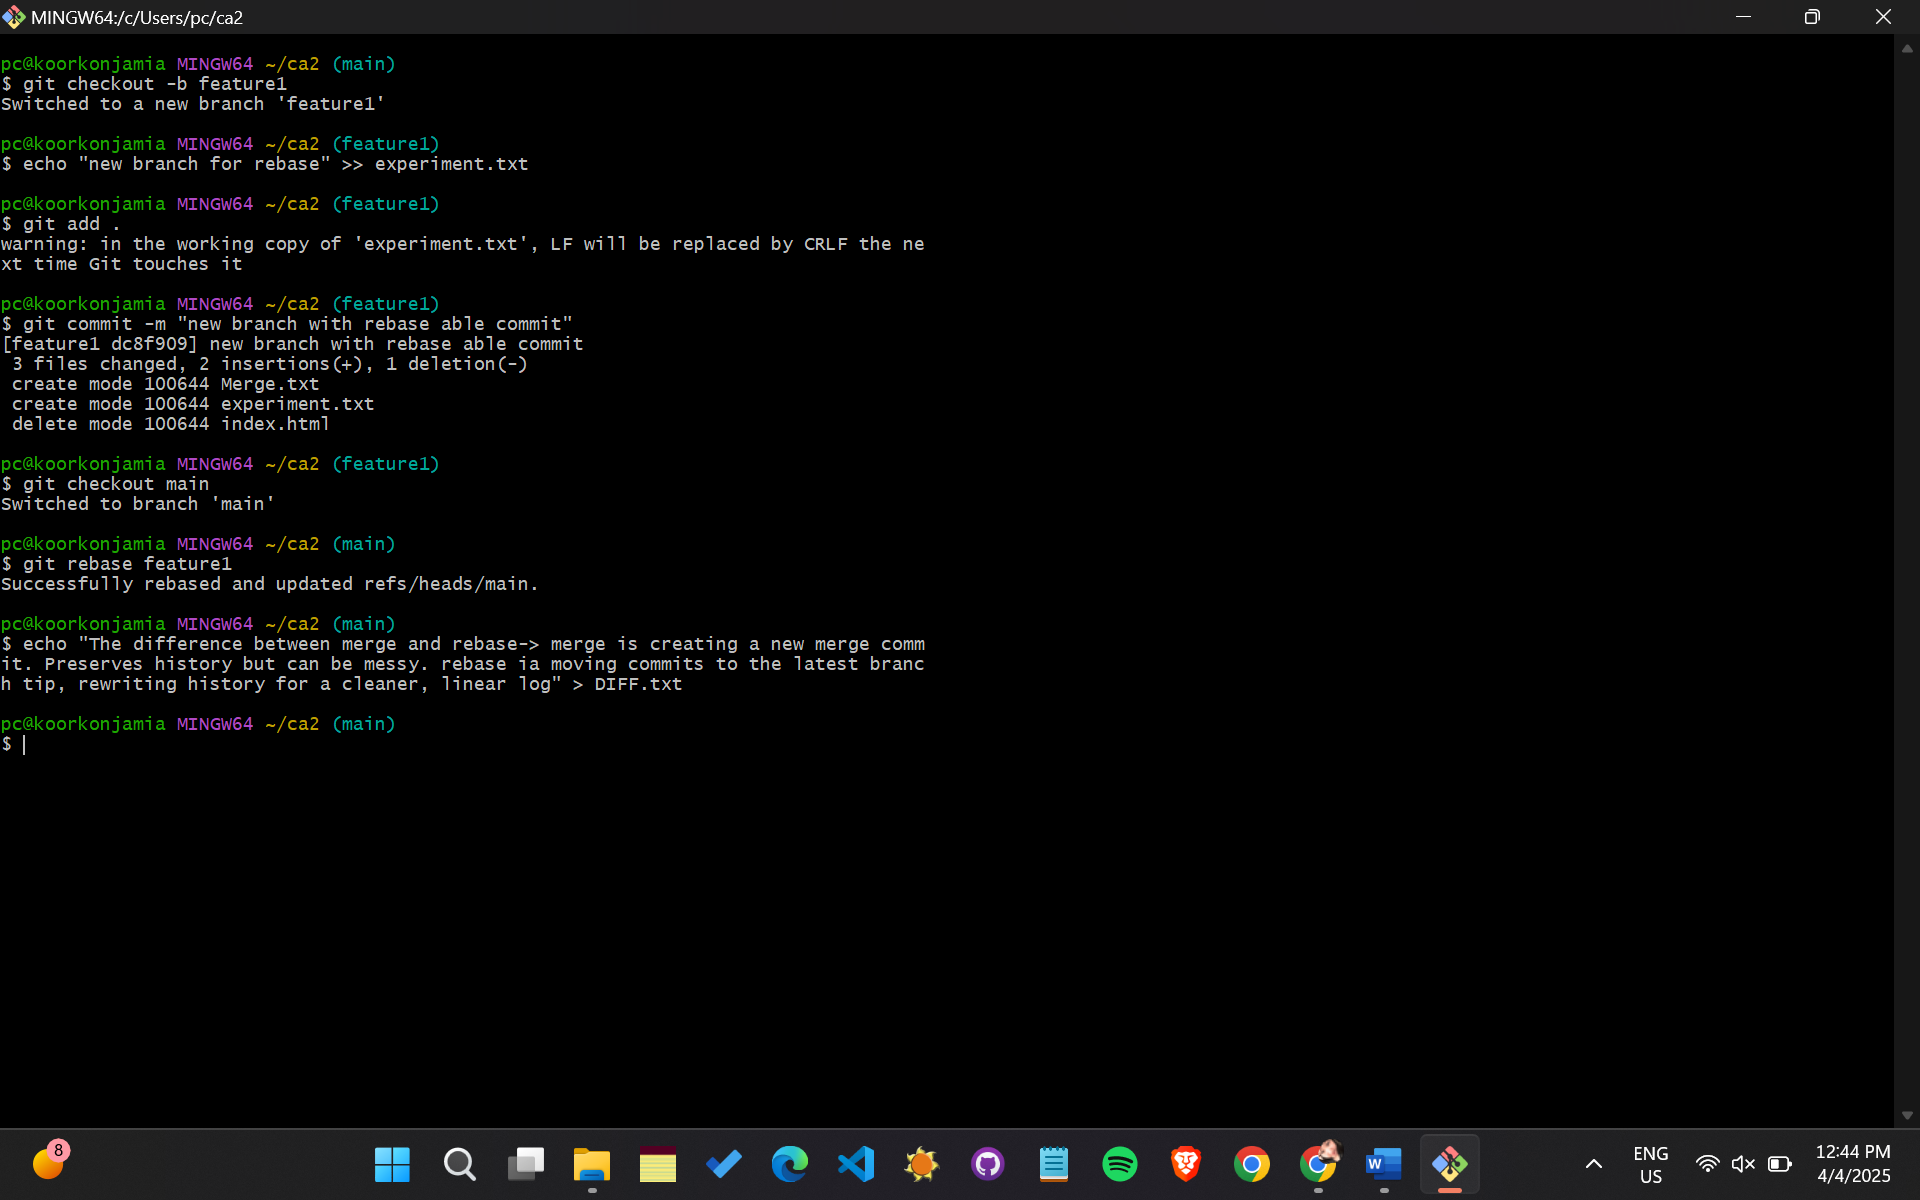 MINGW64:/c/Users/pc/ca2
pc@koorkonjamia MINGW64 ~/ca2 (main)
$ git checkout -b feature1
Switched to a new branch 'feature1'
pc@koorkonjamia MINGW64 ~/ca2 (feature1)
$ echo "new branch for rebase" >> experiment.txt
pc@koorkonjamia MINGW64 ~/ca2 (feature1)
$ git add .
warning: in the working copy of 'experiment.txt', LF will be replaced by CRLF the ne
xt time Git touches it
pc@koorkonjamia MINGW64 ~/ca2 (feature1)
$ git commit -m "new branch with rebase able commit"
[feature1 dc8f909] new branch with rebase able commit
 3 files changed, 2 insertions(+), 1 deletion(-)
 create mode 100644 Merge.txt
 create mode 100644 experiment.txt
 delete mode 100644 index.html
pc@koorkonjamia MINGW64 ~/ca2 (feature1)
$ git checkout main
Switched to branch 'main'
pc@koorkonjamia MINGW64 ~/ca2 (main)
$ git rebase feature1
Successfully rebased and updated refs/heads/main.
pc@koorkonjamia MINGW64 ~/ca2 (main)
$ echo "The difference between merge and rebase-> merge is creating a new merge comm
it. Preserves history but can be messy. rebase ia moving commits to the latest branc
h tip, rewriting history for a cleaner, linear log" > DIFF.txt
pc@koorkonjamia MINGW64 ~/ca2 (main)
$
8
W
ENG
US
12:44 PM
4/4/2025